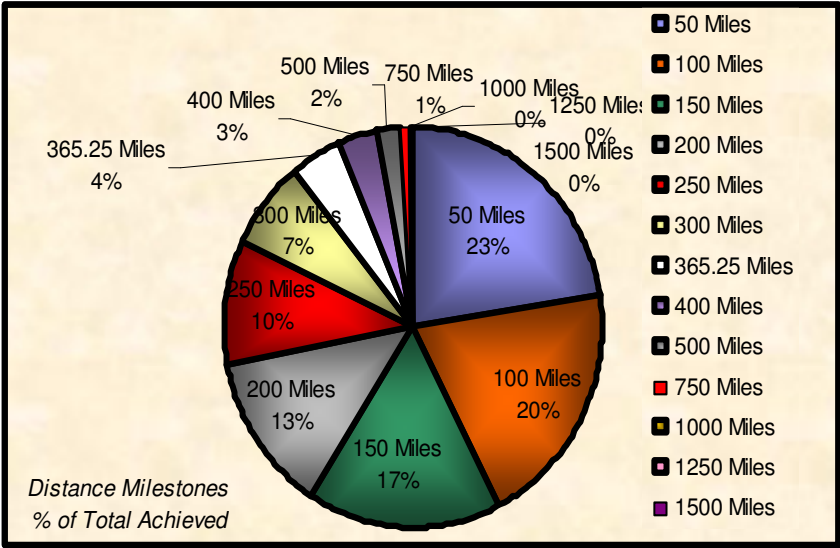 500 Miles
2%
750 Miles
1%
1000 Miles
0%
1250 Miles
0%
1500 Miles
0%
400 Miles
3%
365.25 Miles
4%
300 Miles
7%
250 Miles
10%
200 Miles
13%
150 Miles
17%
100 Miles
20%
50 Miles
23%
Distance Milestones
% of Total Achieved
50 Miles
100 Miles
150 Miles
200 Miles
250 Miles
300 Miles
365.25 Miles
400 Miles
500 Miles
750 Miles
1000 Miles
1250 Miles
1500 Miles